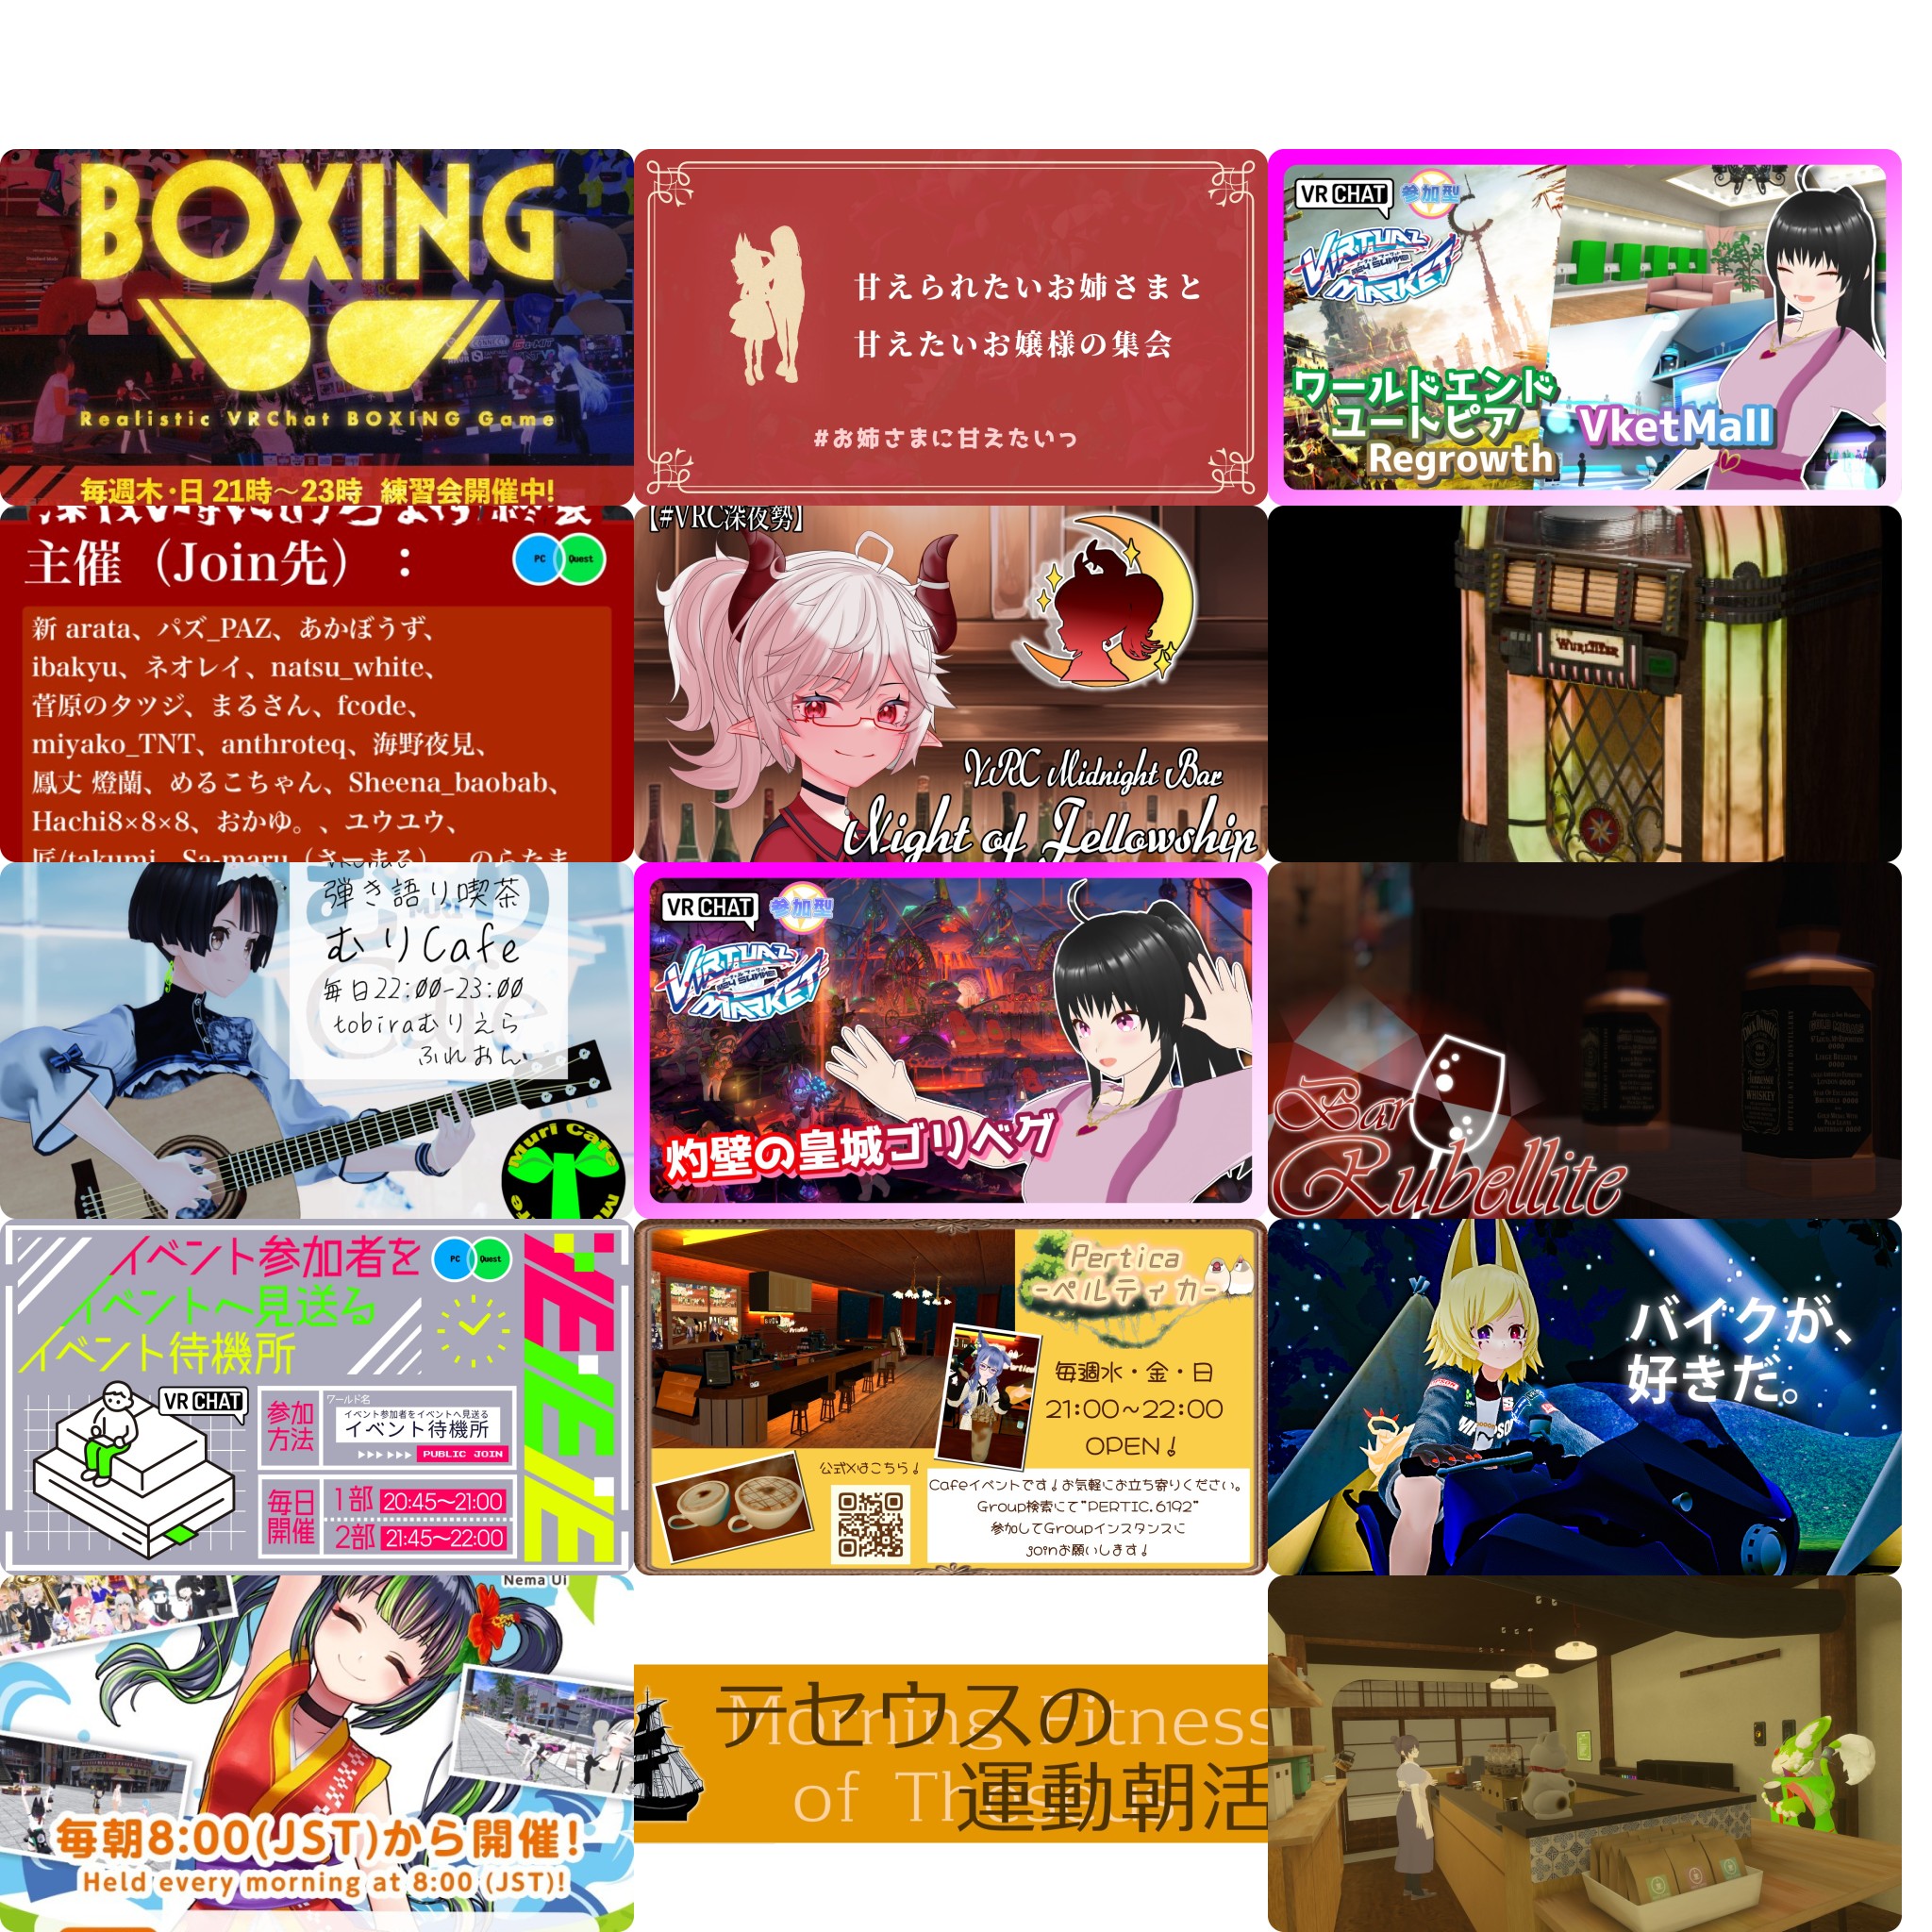 BOXING
Realistic VRChat BOXING Game
毎週木・日 21時～23時 練習会開催中!
甘えられたいお姉さまと
甘えたいお嬢様の集会
#お姉さまに甘えたいっ
VRCHAT 参加型
VIRTUAL
MARKET
ワールドエンド
ユートピア
Regrowth
VketMall
主催（Join先）：
PC Quest
新 arata、パズ_PAZ、あかぼうず、
ibakyu、ネオレイ、natsu_white、
菅原のタツジ、まるさん、fcode、
miyako_TNT、anthroteq、海野夜見、
鳳丈 燈蘭、めるこちゃん、Sheena_baobab、
Hachi8×8×8、おかゆ。、ユウユウ、
匠/takumi、Sa-maru（さーまる）、のらたま
【#VRC深夜勢】
VRC Midnight Bar
Night of Fellowship
WURLITZER
弾き語り喫茶
むりCafe
毎日22:00-23:00
tobiraむりえら
ふれおん
Muri Cafe
VRCHAT 参加型
VIRTUAL
MARKET
灼壁の皇城ゴリベグ
Bar
Rubellite
WHISKEY
イベント参加者を
イベントへ見送る
イベント待機所
PC Quest
VRCHAT
参加
方法
ワールド名
イベント参加者をイベントへ見送る
イベント待機所
PUBLIC JOIN
毎日
開催
1部 20:45～21:00
2部 21:45～22:00
Pertica
-ペルティカ-
毎週水・金・日
21:00~22:00
OPEN!
公式Xはこちら!
Cafeイベントです!お気軽にお立ち寄りください。
Group検索にて"PERTIC.6192"
参加してGroupインスタンスに
joinお願いします!
バイクが、
好きだ。
Nema Ui
毎朝8:00(JST)から開催!
Held every morning at 8:00 (JST)!
テセウスの
運動朝活
Morning Fitness